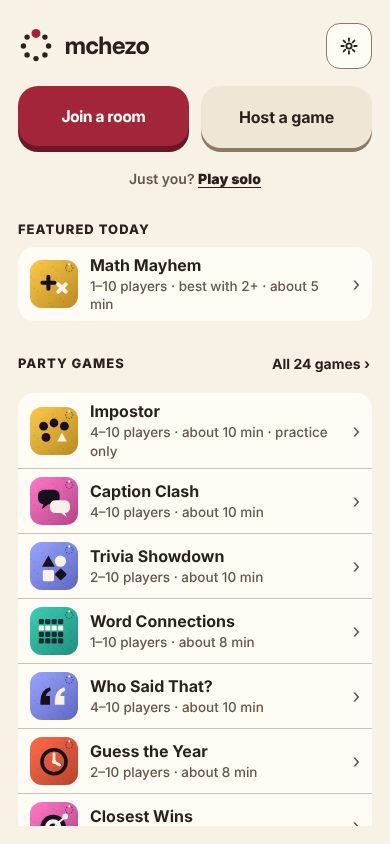 mchezo
Join a room
Host a game
Just you? Play solo
FEATURED TODAY
Math Mayhem
1–10 players · best with 2+ · about 5
min
PARTY GAMES
All 24 games ›
Impostor
4–10 players · about 10 min · practice
only
Caption Clash
4–10 players · about 10 min
Trivia Showdown
2–10 players · about 10 min
Word Connections
1–10 players · about 8 min
Who Said That?
4–10 players · about 10 min
Guess the Year
2–10 players · about 8 min
Closest Wins